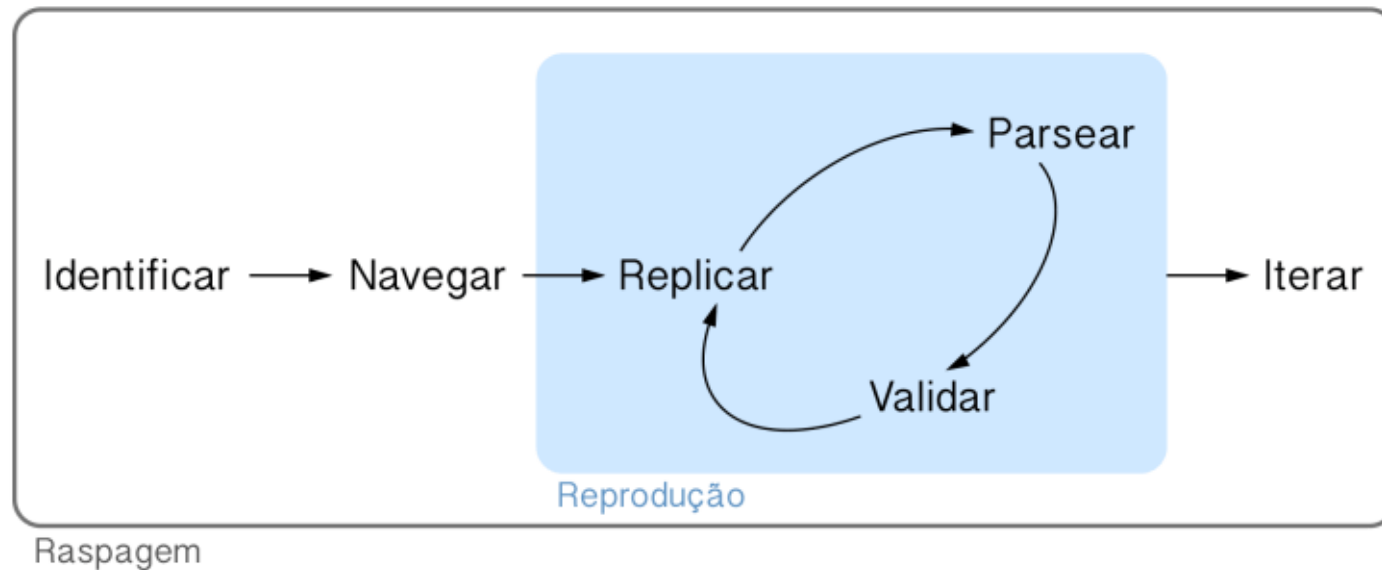 Parsear
Identificar
Navegar
Replicar
Iterar
Validar
Reprodução
Raspagem